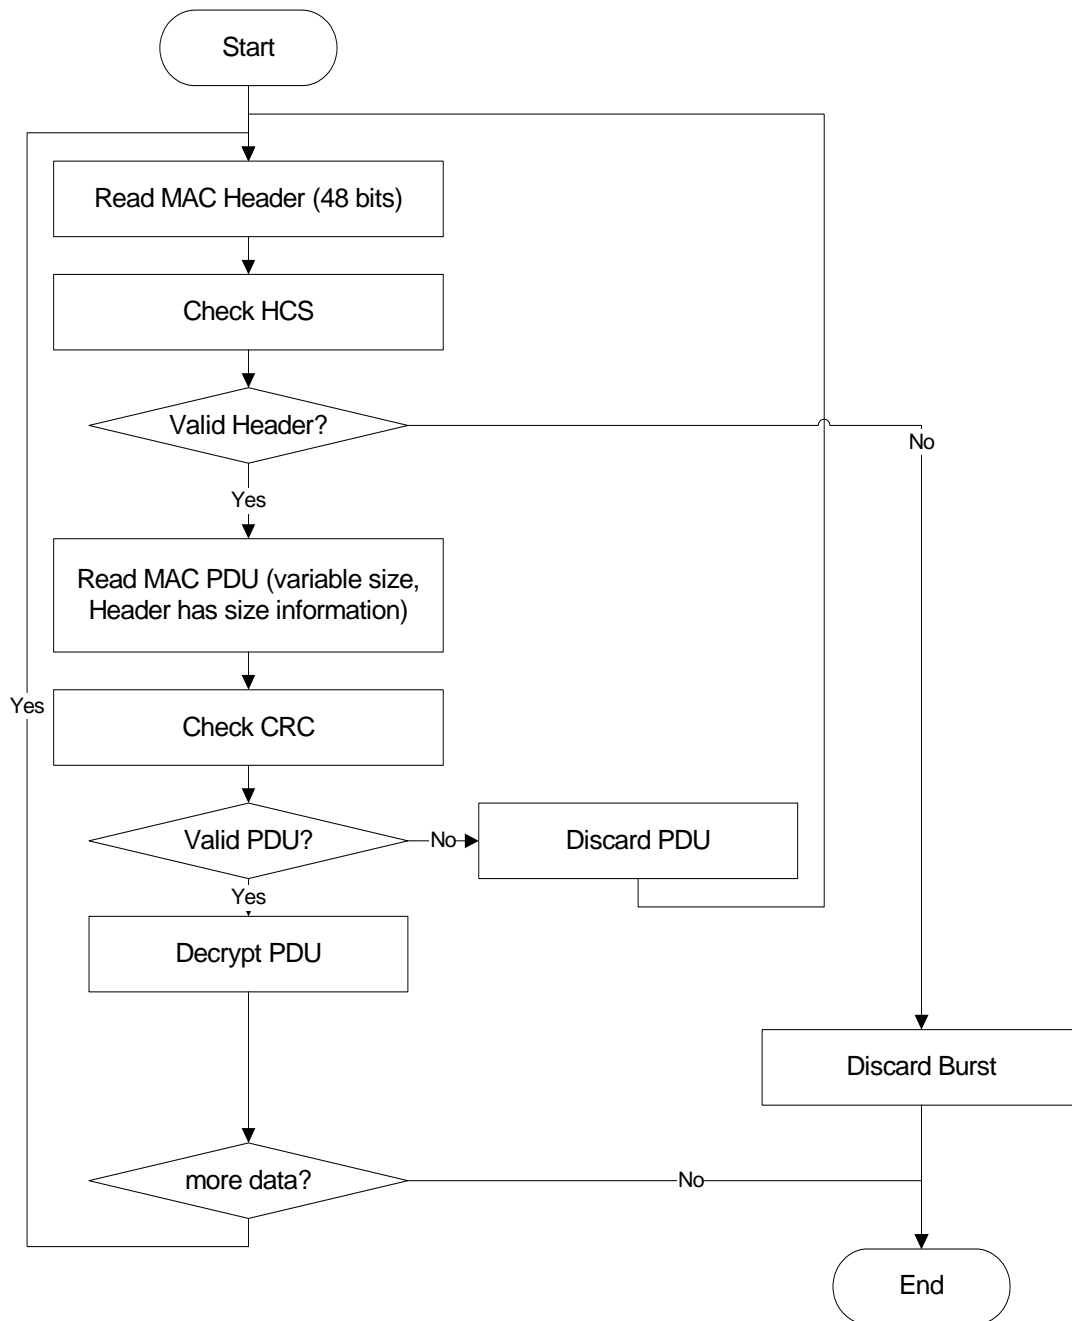 Start
Read MAC Header (48 bits)
Check HCS
Valid Header?
No
Yes
Read MAC PDU (variable size,
Header has size information)
Yes
Check CRC
Valid PDU?
No
Discard PDU
Yes
Decrypt PDU
Discard Burst
more data?
No
End